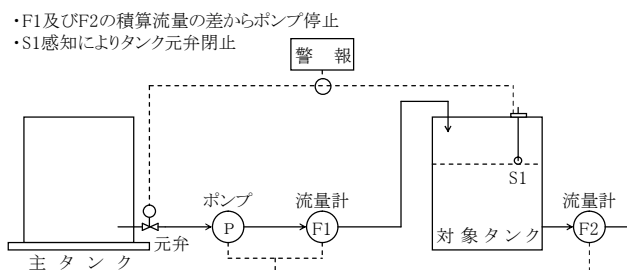 ・F1及びF2の積算流量の差からポンプ停止
・S1感知によりタンク元弁閉止
警　報
S1
ポンプ
流量計
流量計
P
F1
F2
元弁
対 象 タ ン ク
主 タ ン ク